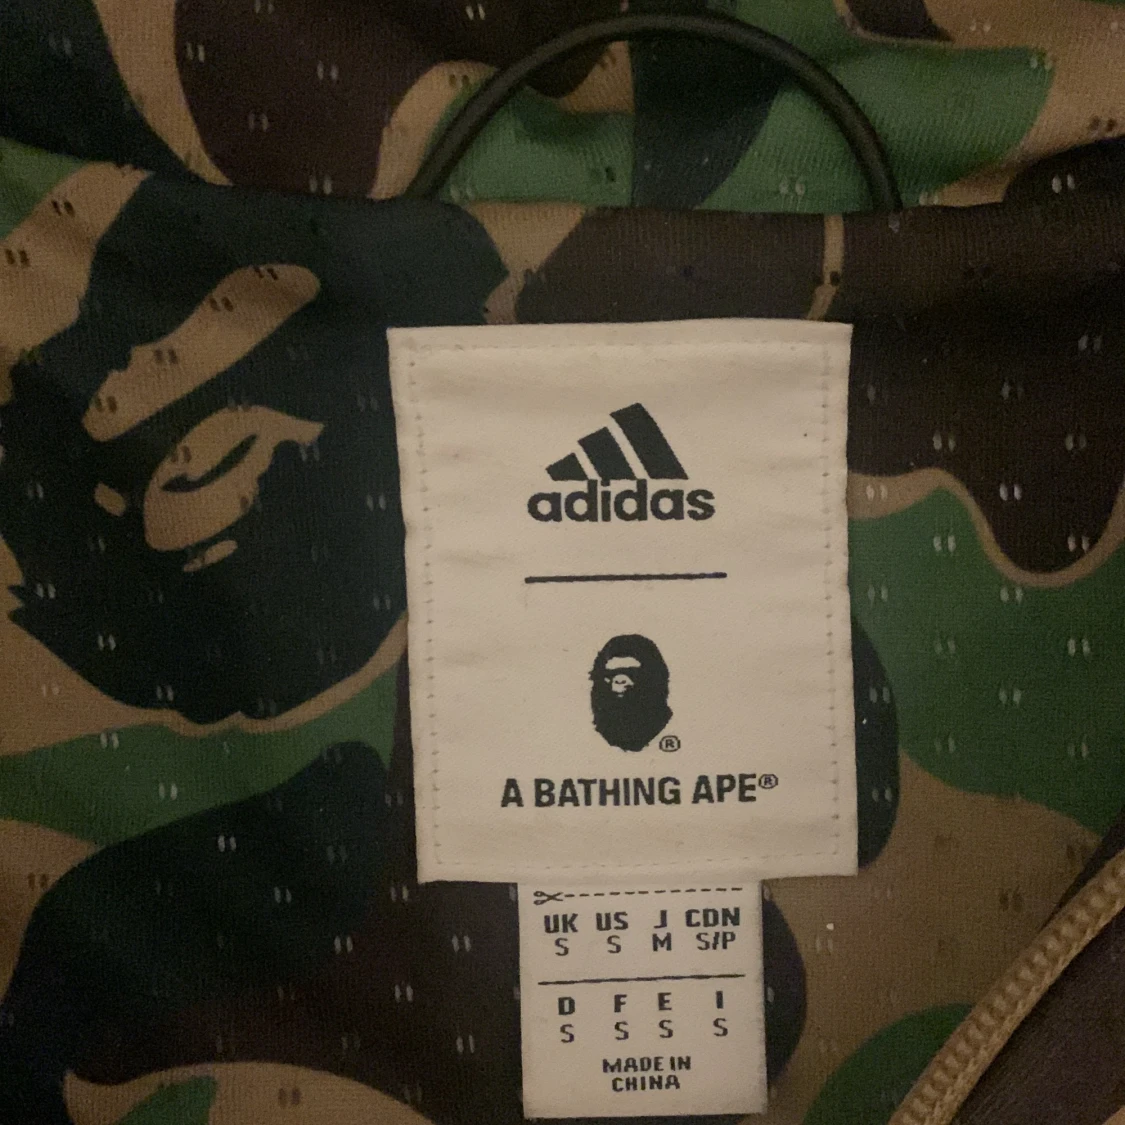 adidas
®
A BATHING APE®
UK US J CDN
S S M S/P
D F E I
S S S S
MADE IN
CHINA